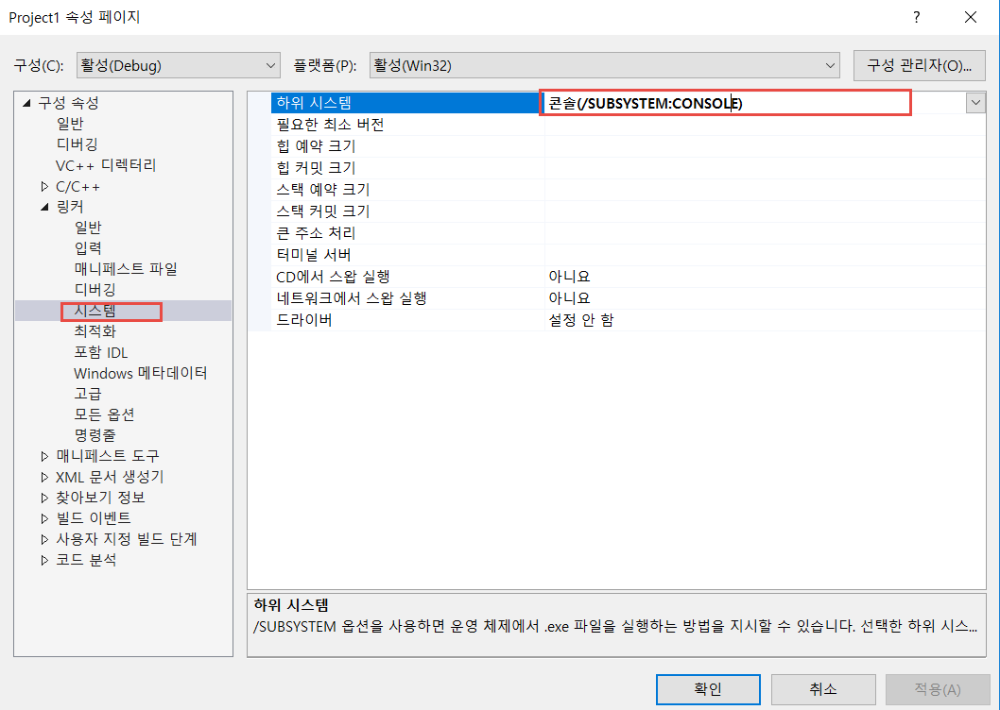 Project1 속성 페이지
?
구성(C):
활성(Debug)
플랫폼(P):
활성(Win32)
구성 관리자(O)...
구성 속성
일반
디버깅
VC++ 디렉터리
C/C++
링커
일반
입력
매니페스트 파일
디버깅
시스템
최적화
포함 IDL
Windows 메타데이터
고급
모든 옵션
명령줄
매니페스트 도구
XML 문서 생성기
찾아보기 정보
빌드 이벤트
사용자 지정 빌드 단계
코드 분석
하위 시스템 콘솔(/SUBSYSTEM:CONSOLE)
필요한 최소 버전
힙 예약 크기
힙 커밋 크기
스택 예약 크기
스택 커밋 크기
큰 주소 처리
터미널 서버
CD에서 스왑 실행 아니요
네트워크에서 스왑 실행 아니요
드라이버 설정 안 함
하위 시스템
/SUBSYSTEM 옵션을 사용하면 운영 체제에서 .exe 파일을 실행하는 방법을 지시할 수 있습니다. 선택한 하위 시스...
확인
취소
적용(A)